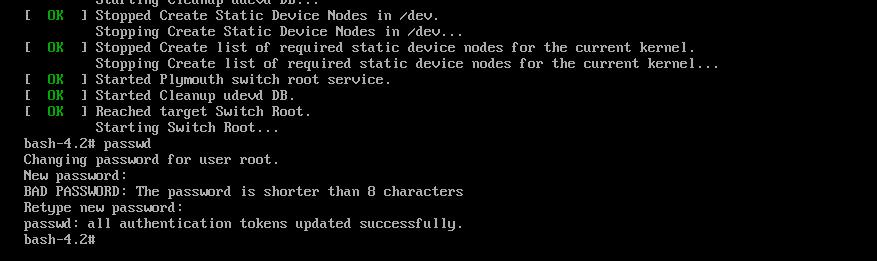 Starting Cleanup udevd DB...
[  OK  ] Stopped Create Static Device Nodes in /dev.
Stopping Create Static Device Nodes in /dev...
[  OK  ] Stopped Create list of required static device nodes for the current kernel.
Stopping Create list of required static device nodes for the current kernel...
[  OK  ] Started Plymouth switch root service.
[  OK  ] Started Cleanup udevd DB.
[  OK  ] Reached target Switch Root.
Starting Switch Root...
bash-4.2# passwd
Changing password for user root.
New password:
BAD PASSWORD: The password is shorter than 8 characters
Retype new password:
passwd: all authentication tokens updated successfully.
bash-4.2#